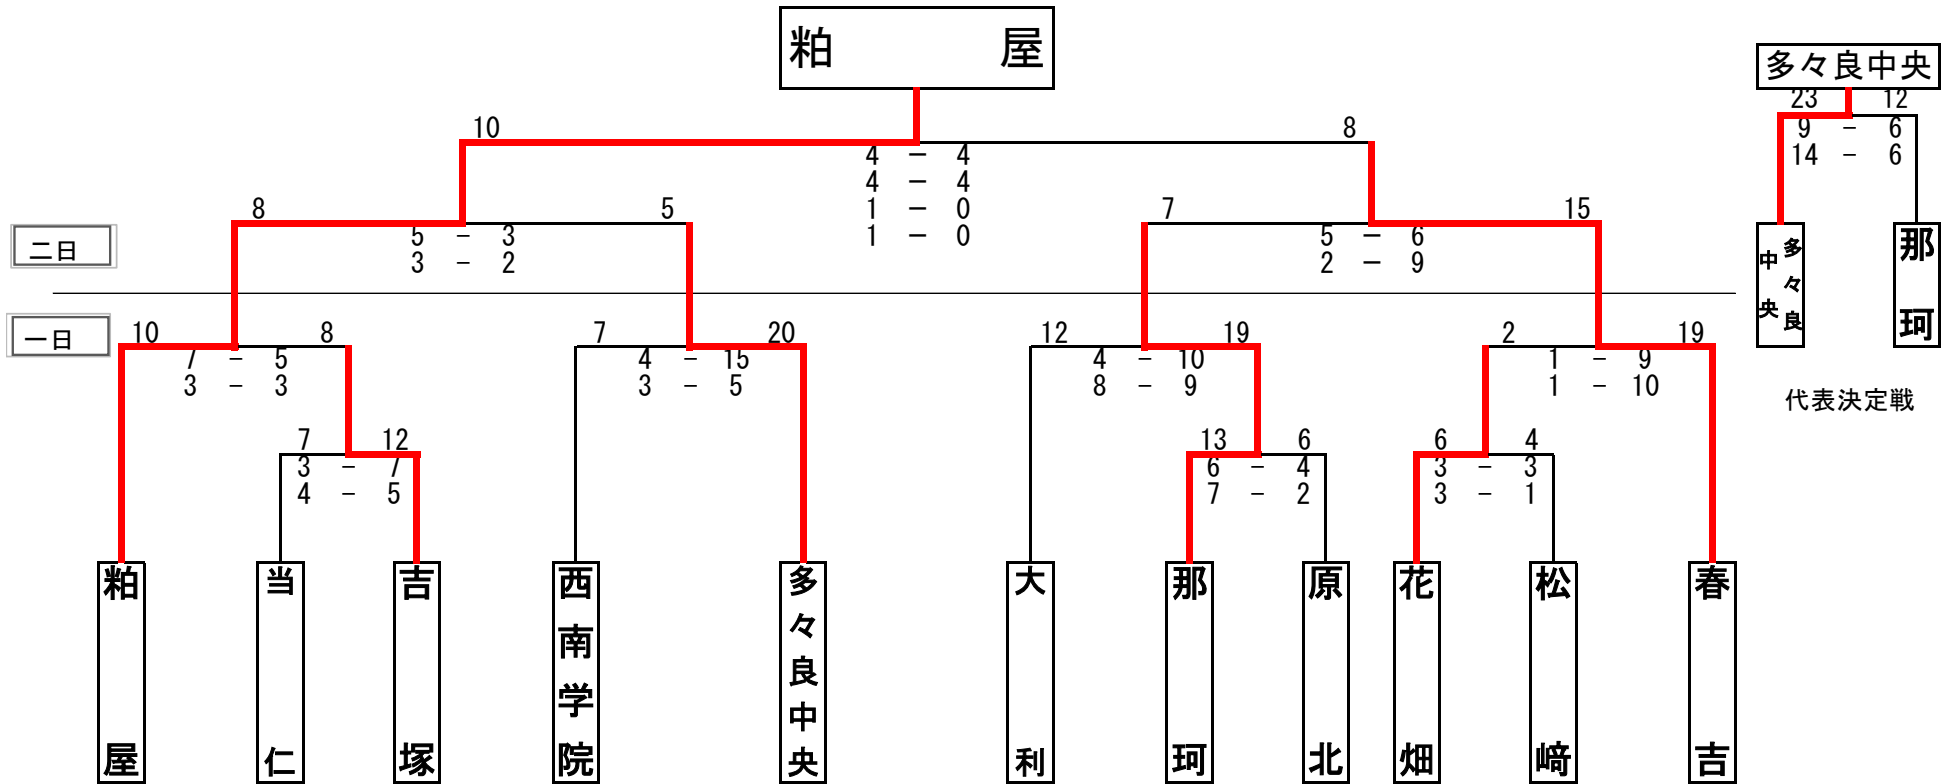 粕 屋
多々良中央
23 12
9 - 6
14 - 6
10 8
4 - 4
4 - 4
1 - 0
1 - 0
8 5
5 - 3
3 - 2
7 15
5 - 6
2 - 9
二日
多々良中央
那珂
一日
10 8
7 - 5
3 - 3
7 20
4 - 15
3 - 5
12 19
4 - 10
8 - 9
2 19
1 - 9
1 - 10
代表決定戦
7 12
3 - 7
4 - 5
13 6
6 - 4
7 - 2
6 4
3 - 3
3 - 1
粕屋
当仁
吉塚
西南学院
多々良中央
大利
那珂
原北
花畑
松﨑
春吉